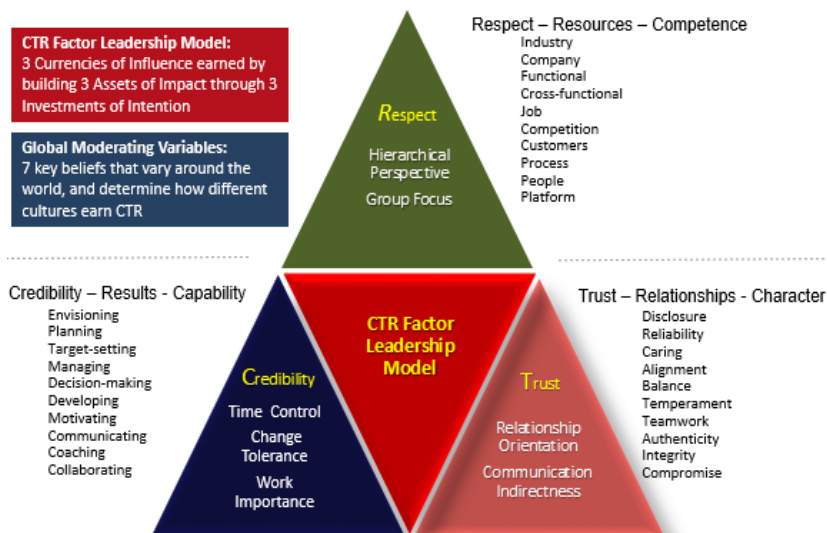 CTR Factor Leadership Model:
3 Currencies of Influence earned by
building 3 Assets of Impact through 3
Investments of Intention
Global Moderating Variables:
7 key beliefs that vary around the
world, and determine how different
cultures earn CTR
Respect
Hierarchical
Perspective
Group Focus
Respect – Resources – Competence
Industry
Company
Functional
Cross-functional
Job
Competition
Customers
Process
People
Platform
Credibility – Results - Capability
Envisioning
Planning
Target-setting
Managing
Decision-making
Developing
Motivating
Communicating
Coaching
Collaborating
Credibility
Time Control
Change
Tolerance
Work
Importance
CTR Factor
Leadership
Model
Trust
Relationship
Orientation
Communication
Indirectness
Trust – Relationships - Character
Disclosure
Reliability
Caring
Alignment
Balance
Temperament
Teamwork
Authenticity
Integrity
Compromise